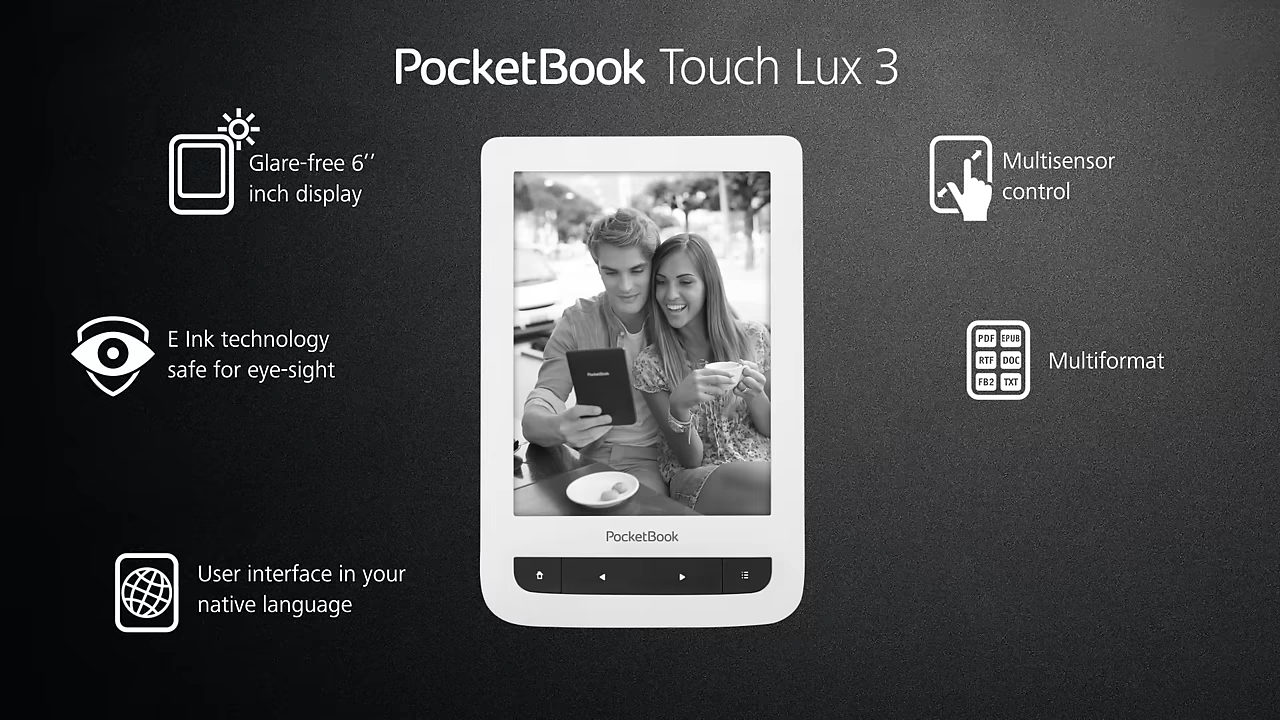 PocketBook Touch Lux 3
Glare-free 6’’
inch display
Multisensor
control
E Ink technology
safe for eye-sight
PDF EPUB
RTF DOC
FB2 TXT
Multiformat
PocketBook
PocketBook
User interface in your
native language